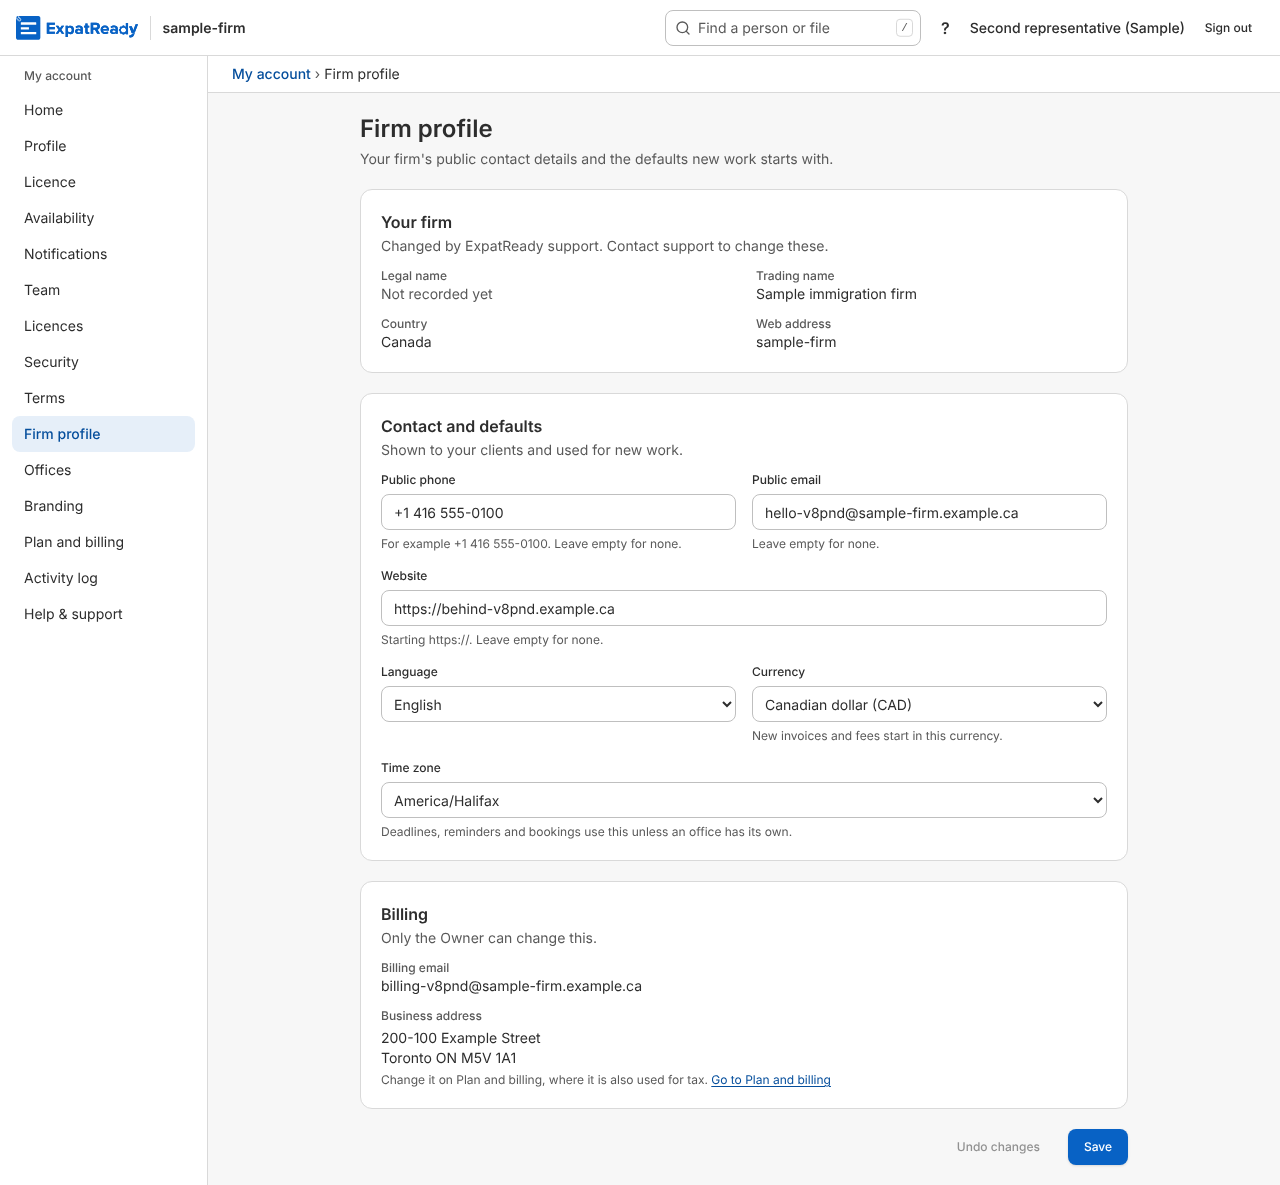 ExpatReady
sample-firm
Find a person or file
/
?
Second representative (Sample)
Sign out
My account
Home
Profile
Licence
Availability
Notifications
Team
Licences
Security
Terms
Firm profile
Offices
Branding
Plan and billing
Activity log
Help & support
My account › Firm profile
Firm profile
Your firm's public contact details and the defaults new work starts with.
Your firm
Changed by ExpatReady support. Contact support to change these.
Legal name
Not recorded yet
Trading name
Sample immigration firm
Country
Canada
Web address
sample-firm
Contact and defaults
Shown to your clients and used for new work.
Public phone
+1 416 555-0100
For example +1 416 555-0100. Leave empty for none.
Public email
hello-v8pnd@sample-firm.example.ca
Leave empty for none.
Website
https://behind-v8pnd.example.ca
Starting https://. Leave empty for none.
Language
English
Currency
Canadian dollar (CAD)
New invoices and fees start in this currency.
Time zone
America/Halifax
Deadlines, reminders and bookings use this unless an office has its own.
Billing
Only the Owner can change this.
Billing email
billing-v8pnd@sample-firm.example.ca
Business address
200-100 Example Street
Toronto ON M5V 1A1
Change it on Plan and billing, where it is also used for tax. Go to Plan and billing
Undo changes
Save